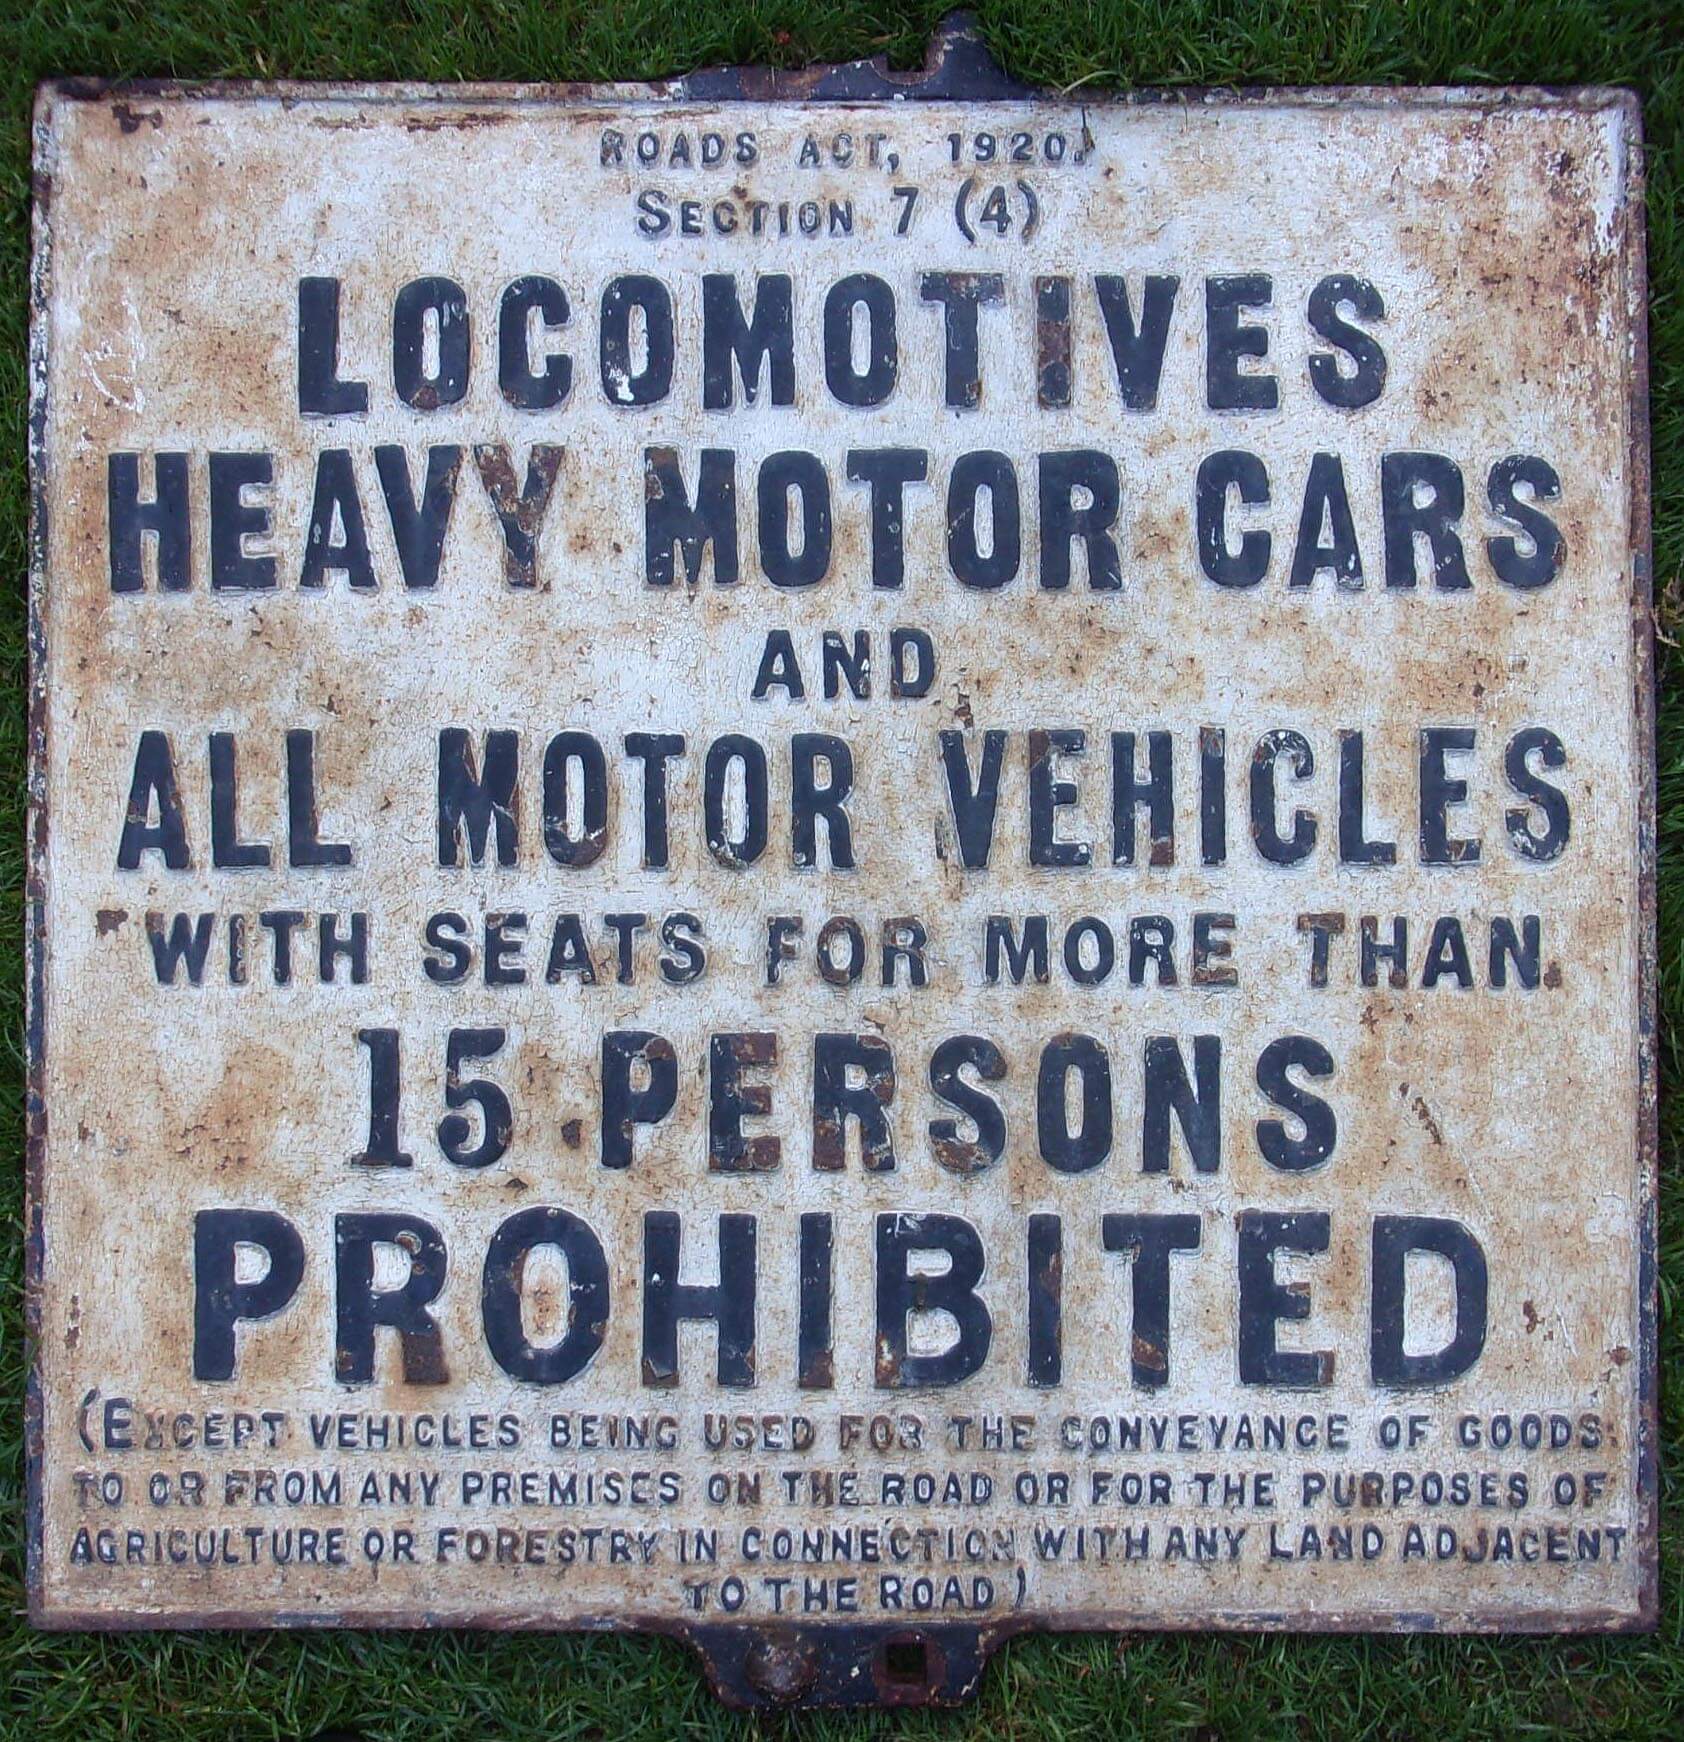 ROADS ACT, 1920.
SECTION 7 (4)
LOCOMOTIVES
HEAVY MOTOR CARS
AND
ALL MOTOR VEHICLES
WITH SEATS FOR MORE THAN
15 PERSONS
PROHIBITED
(EXCEPT VEHICLES BEING USED FOR THE CONVEYANCE OF GOODS
TO OR FROM ANY PREMISES ON THE ROAD OR FOR THE PURPOSES OF
AGRICULTURE OR FORESTRY IN CONNECTION WITH ANY LAND ADJACENT
TO THE ROAD)